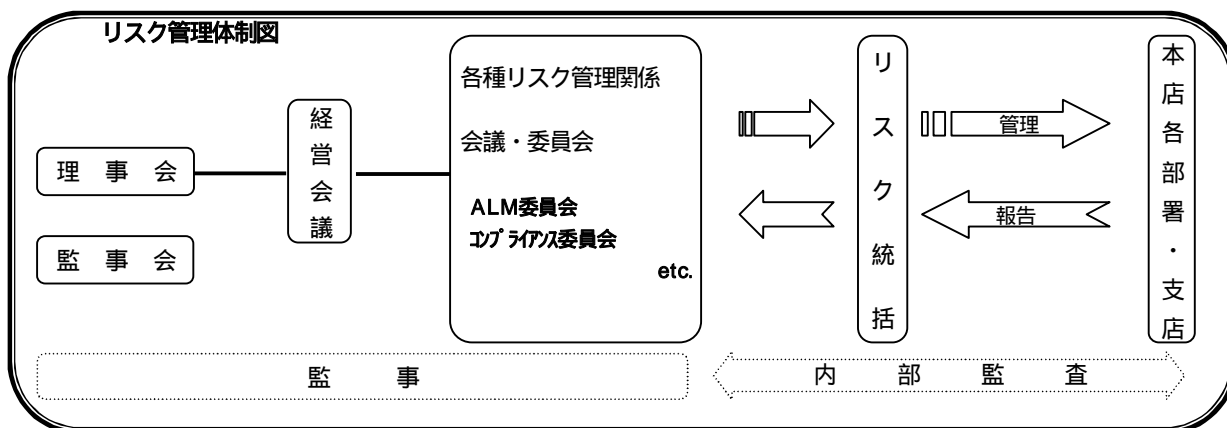 リスク管理体制図
理事会
監事会
経営会議
各種リスク管理関係
会議・委員会
ALM委員会
コンプライアンス委員会
etc.
リスク統括
管理
報告
本店各部署・支店
監事
内部監査